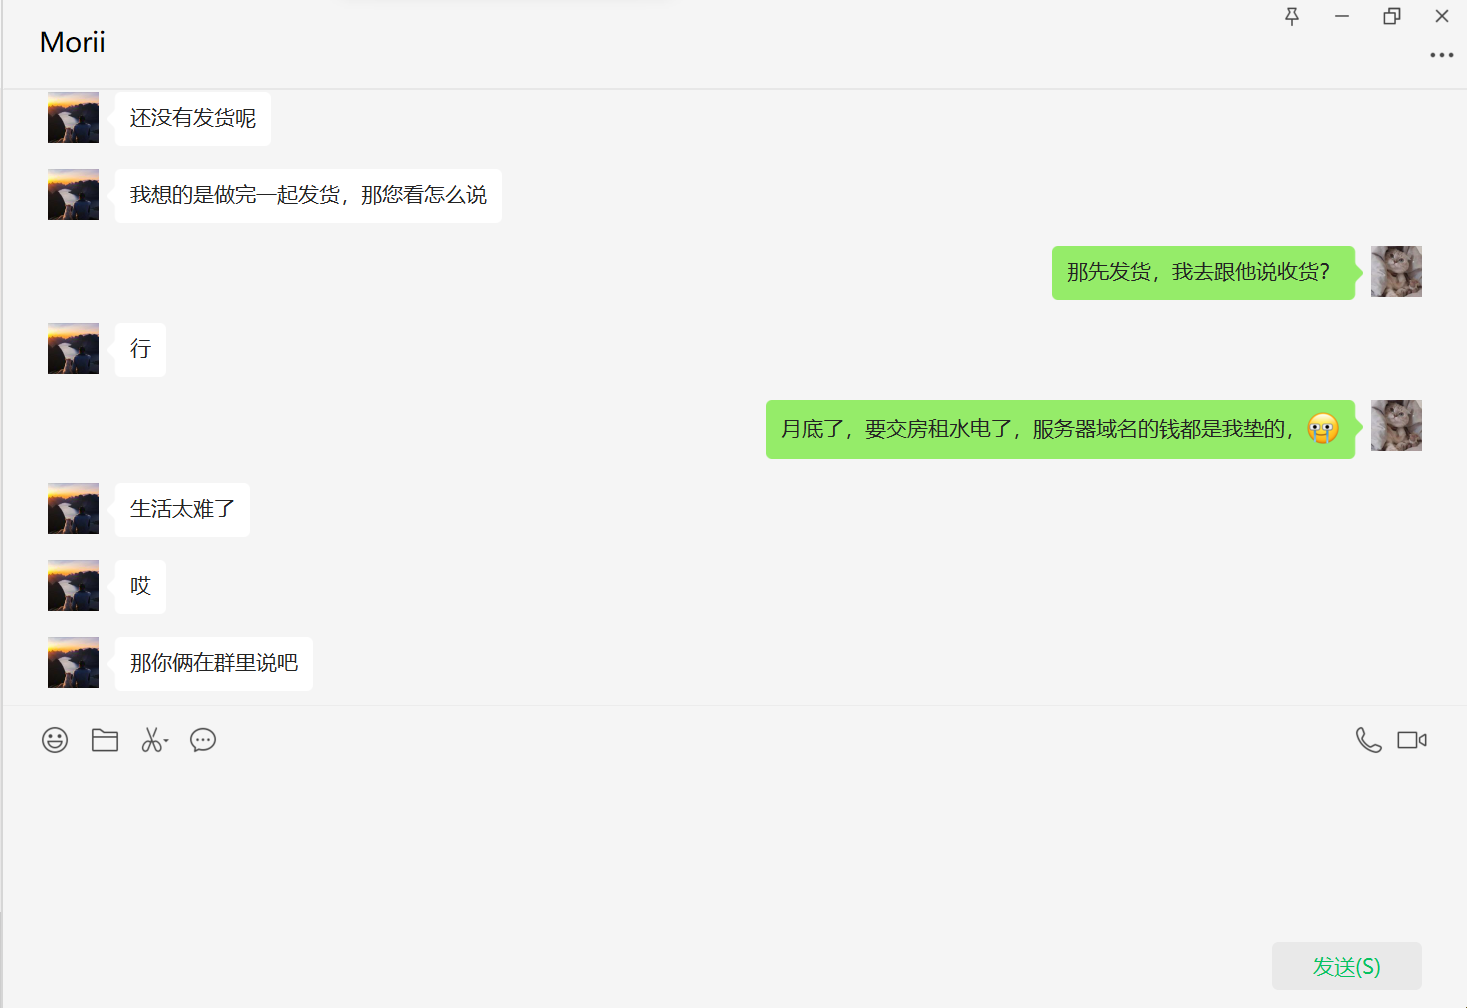 Morii
还没有发货呢
我想的是做完一起发货，那您看怎么说
那先发货，我去跟他说收货？
行
月底了，要交房租水电了，服务器域名的钱都是我垫的，
生活太难了
哎
那你俩在群里说吧
发送(S)